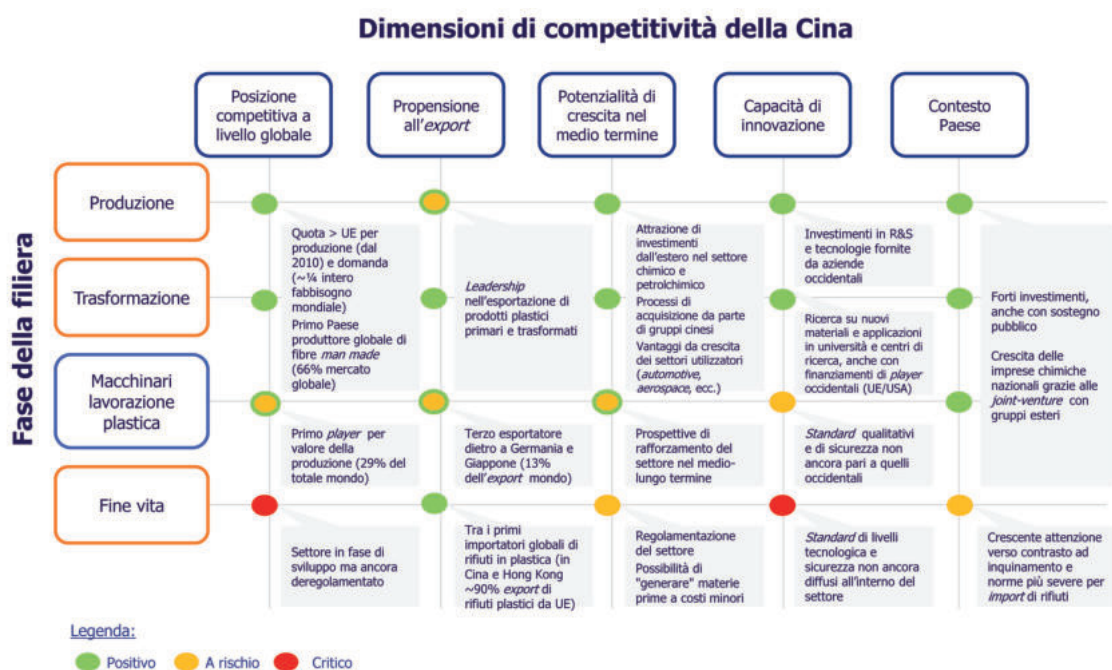 Dimensioni di competitività della Cina
Posizione
competitiva a
livello globale
Propensione
all'export
Potenzialità di
crescita nel
medio termine
Capacità di
innovazione
Contesto
Paese
Fase della filiera
Produzione
Trasformazione
Macchinari
lavorazione
plastica
Fine vita
Quota > UE per
produzione (dal
2010) e domanda
(~¼ intero
fabbisogno
mondiale)
Primo Paese
produttore globale di
fibre man made
(66% mercato
globale)
Leadership
nell'esportazione di
prodotti plastici
primari e trasformati
Attrazione di
investimenti
dall'estero nel settore
chimico e
petrolchimico
Processi di
acquisizione da parte
di gruppi cinesi
Vantaggi da crescita
dei settori utilizzatori
(automotive,
aerospace, ecc.)
Investimenti in R&S
e tecnologie fornite
da aziende
occidentali
Ricerca su nuovi
materiali e applicazioni
in università e centri di
ricerca, anche con
finanziamenti di player
occidentali (UE/USA)
Forti investimenti,
anche con sostegno
pubblico
Crescita delle
imprese chimiche
nazionali grazie alle
joint-venture con
gruppi esteri
Primo player per
valore della
produzione (29% del
totale mondo)
Terzo esportatore
dietro a Germania e
Giappone (13%
dell'export mondo)
Prospettive di
rafforzamento del
settore nel medio-
lungo termine
Standard qualitativi
e di sicurezza non
ancora pari a quelli
occidentali
Settore in fase di
sviluppo ma ancora
deregolamentato
Tra i primi
importatori globali di
rifiuti in plastica (in
Cina e Hong Kong
~90% export di
rifiuti plastici da UE)
Regolamentazione
del settore
Possibilità di
"generare" materie
prime a costi minori
Standard di livelli
tecnologica e
sicurezza non ancora
diffusi all'interno del
settore
Crescente attenzione
verso contrasto ad
inquinamento e
norme più severe per
import di rifiuti
Legenda:
Positivo
A rischio
Critico